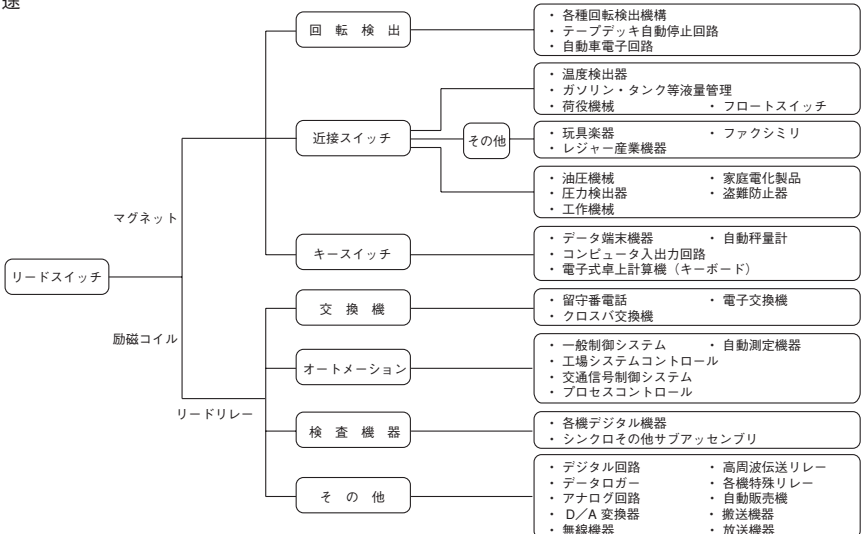 途
回 転 検 出
・ 各種回転検出機構
・ テープデッキ自動停止回路
・ 自動車電子回路
・ 温度検出器
・ ガソリン・タンク等液量管理
・ 荷役機械 ・ フロートスイッチ
近接スイッチ
その他
・ 玩具楽器 ・ ファクシミリ
・ レジャー産業機器
・ 油圧機械 ・ 家庭電化製品
・ 圧力検出器 ・ 盗難防止器
・ 工作機械
マグネット
キースイッチ
・ データ端末機器 ・ 自動秤量計
・ コンピュータ入出力回路
・ 電子式卓上計算機（キーボード）
リードスイッチ
交 換 機
・ 留守番電話 ・ 電子交換機
・ クロスバ交換機
励磁コイル
オートメーション
・ 一般制御システム ・ 自動測定機器
・ 工場システムコントロール
・ 交通信号制御システム
・ プロセスコントロール
リードリレー
検 査 機 器
・ 各機デジタル機器
・ シンクロその他サブアッセンブリ
そ の 他
・ デジタル回路 ・ 高周波伝送リレー
・ データロガー ・ 各機特殊リレー
・ アナログ回路 ・ 自動販売機
・ D／A 変換器 ・ 搬送機器
・ 無線機器 ・ 放送機器